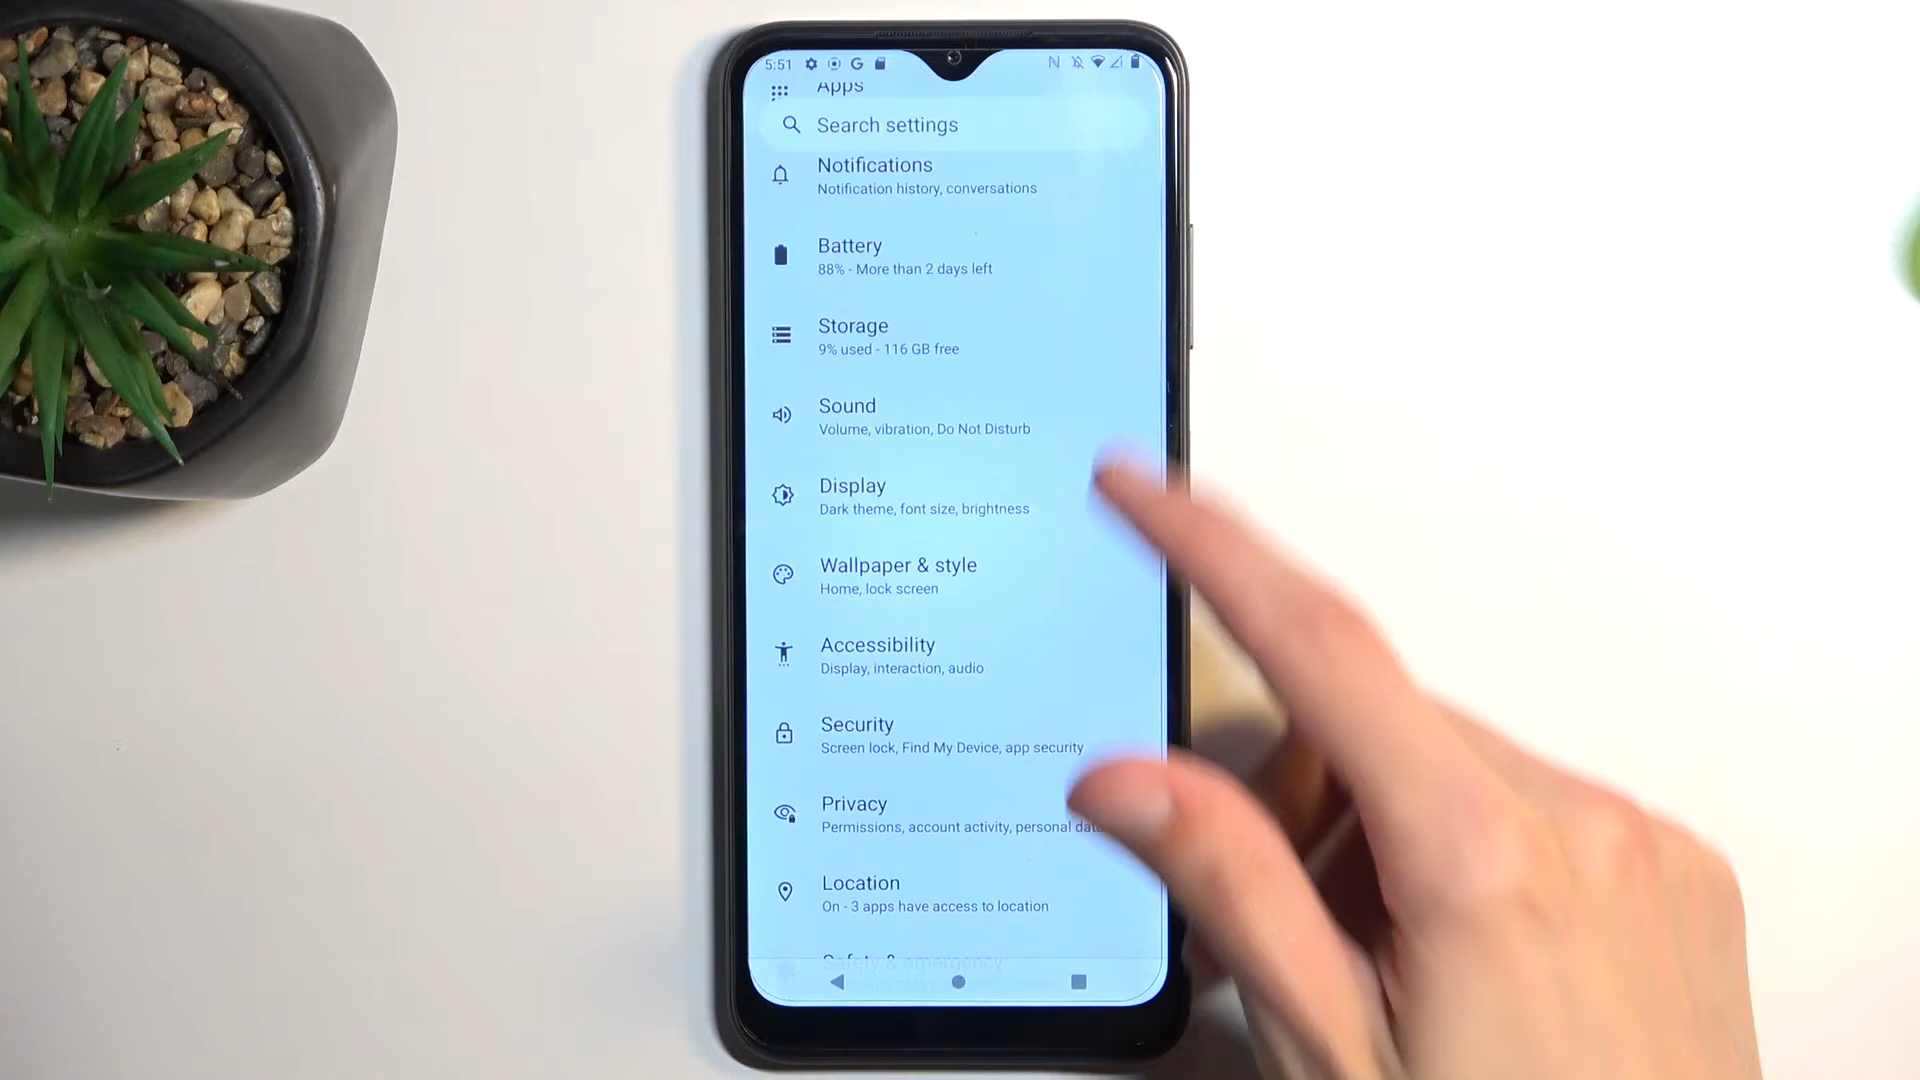 5:51
Apps
Search settings
Notifications
Notification history, conversations
Battery
88% - More than 2 days left
Storage
9% used - 116 GB free
Sound
Volume, vibration, Do Not Disturb
Display
Dark theme, font size, brightness
Wallpaper & style
Home, lock screen
Accessibility
Display, interaction, audio
Security
Screen lock, Find My Device, app security
Privacy
Permissions, account activity, personal data
Location
On - 3 apps have access to location
Safety & emergency